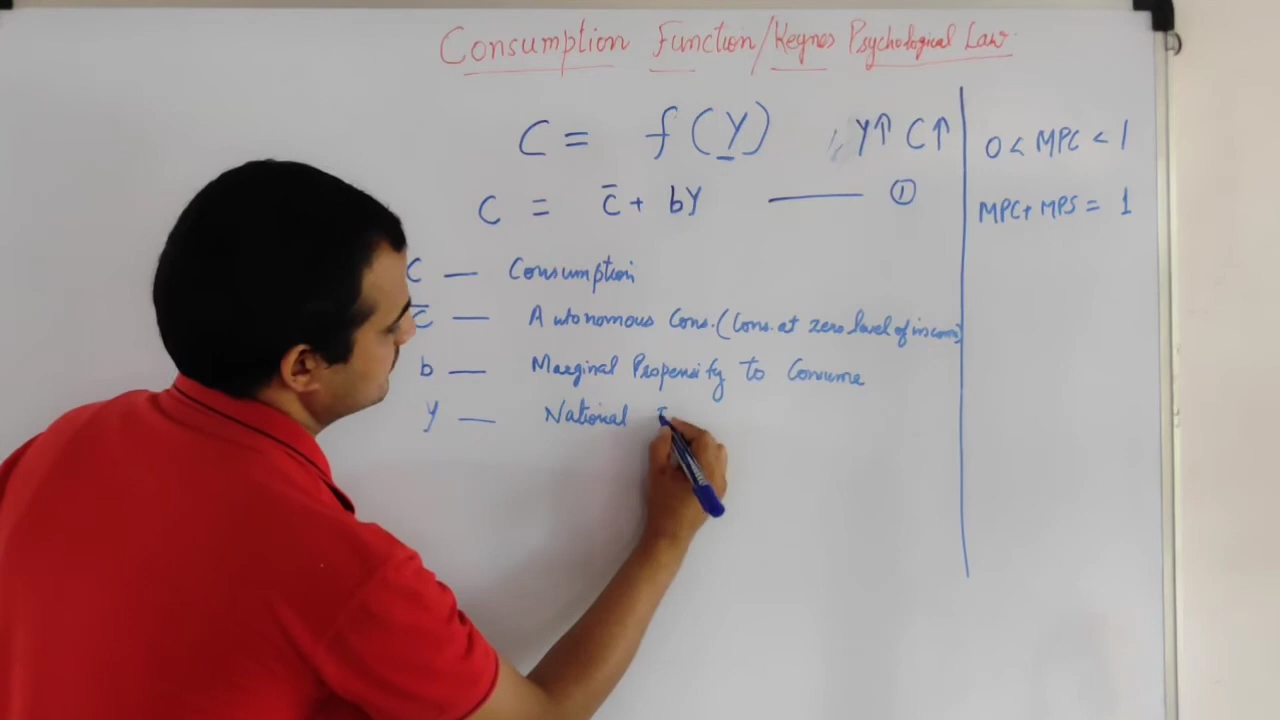 Consumption Function/Keynes Psychological Law
C = f(Y) , Y↑ C↑
C = C̄ + bY —— ①
C — Consumption
C̄ — Autonomous Cons. (Cons. at zero level of income)
b — Marginal Propensity to Consume
Y — National I
0 < MPC < 1
MPC + MPS = 1